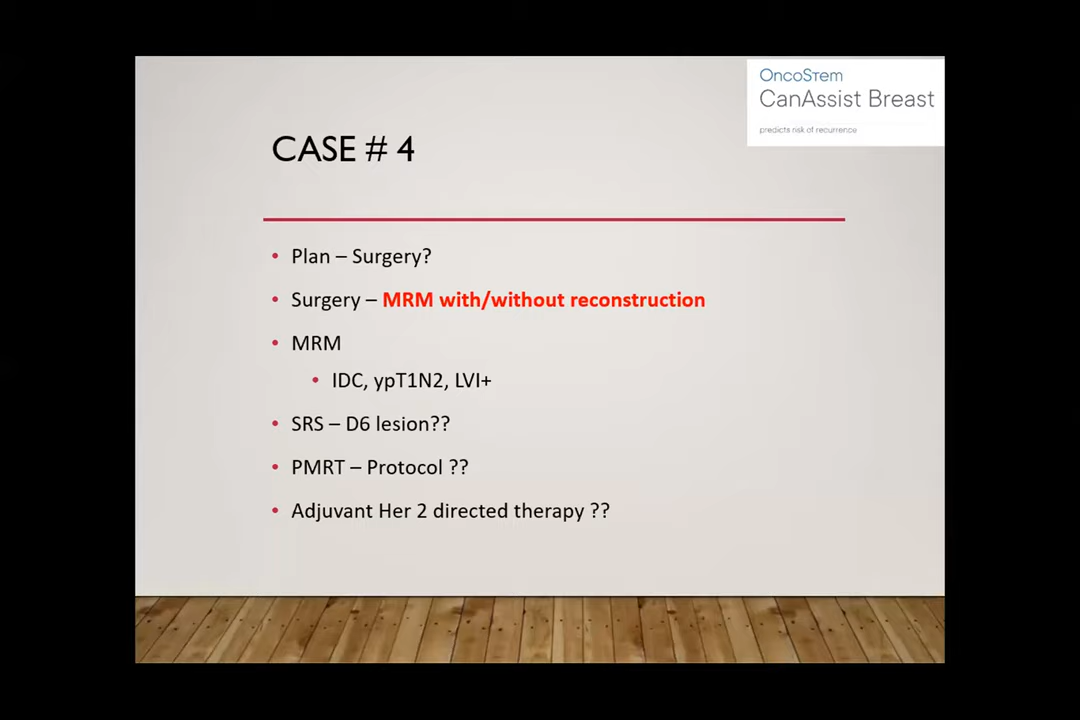 OncoStem
CanAssist Breast
predicts risk of recurrence
CASE # 4
• Plan – Surgery?
• Surgery – MRM with/without reconstruction
• MRM
• IDC, ypT1N2, LVI+
• SRS – D6 lesion??
• PMRT – Protocol ??
• Adjuvant Her 2 directed therapy ??